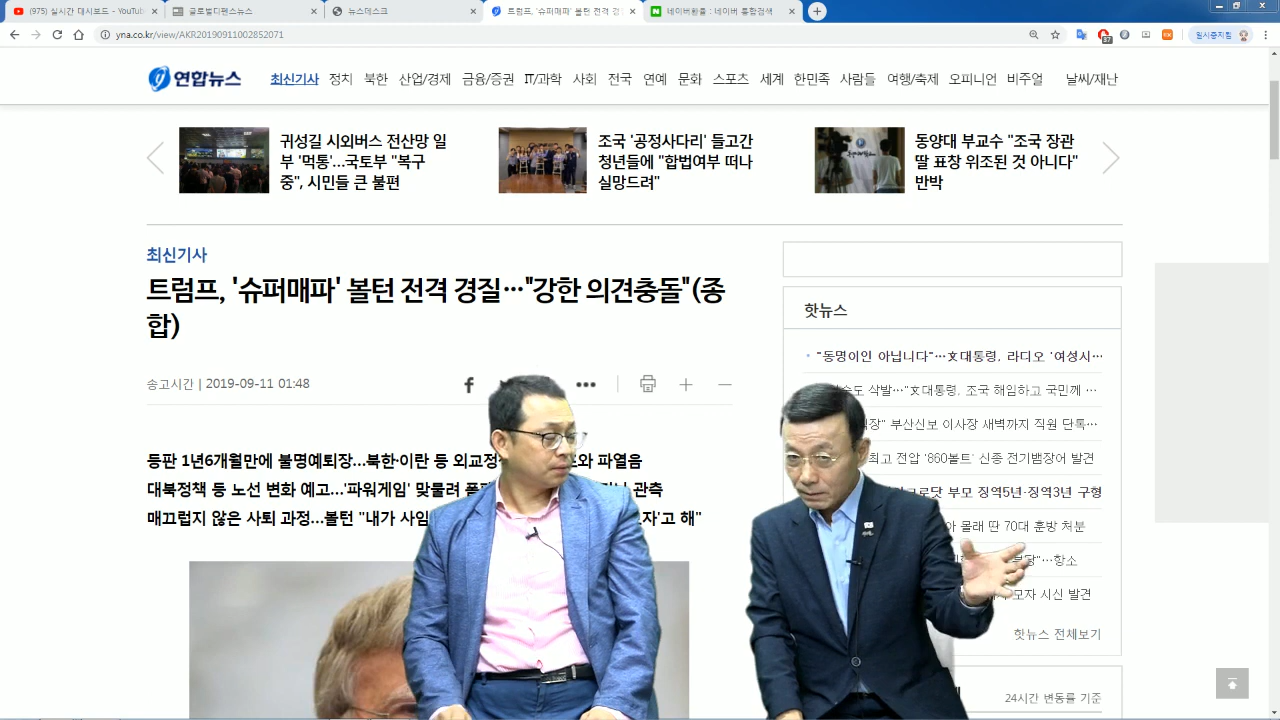 (975) 실시간 대시보드 - YouTube
글로벌디펜스뉴스
뉴스데스크
트럼프, '슈퍼매파' 볼턴 전격 경
네이버환율 : 네이버 통합검색
yna.co.kr/view/AKR20190911002852071
37
일시중지됨
연합뉴스
최신기사 정치 북한 산업/경제 금융/증권 IT/과학 사회 전국 연예 문화 스포츠 세계 한민족 사람들 여행/축제 오피니언 비주얼 날씨/재난
귀성길 시외버스 전산망 일
부 '먹통'…국토부 "복구
중", 시민들 큰 불편
조국 '공정사다리' 들고간
청년들에 "합법여부 떠나
실망드려"
동양대 부교수 "조국 장관
딸 표창 위조된 것 아니다"
반박
최신기사
트럼프, '슈퍼매파' 볼턴 전격 경질…"강한 의견충돌"(종
합)
송고시간 | 2019-09-11 01:48
등판 1년6개월만에 불명예퇴장…북한·이란 등 외교정 와 파열음
대북정책 등 노선 변화 예고…'파워게임' 맞물려 관측
매끄럽지 않은 사퇴 과정…볼턴 "내가 사임 자'고 해"
핫뉴스
"동명이인 아닙니다"…文대통령, 라디오 '여성시…
삭발…"文대통령, 조국 해임하고 국민께 …
부산신보 이사장 새벽까지 직원 단톡…
최고 전압 '860볼트' 신종 전기뱀장어 발견
부모 징역5년·징역3년 구형
몰래 딴 70대 훈방 처분
당"…항소
모자 시신 발견
핫뉴스 전체보기
24시간 변동률 기준